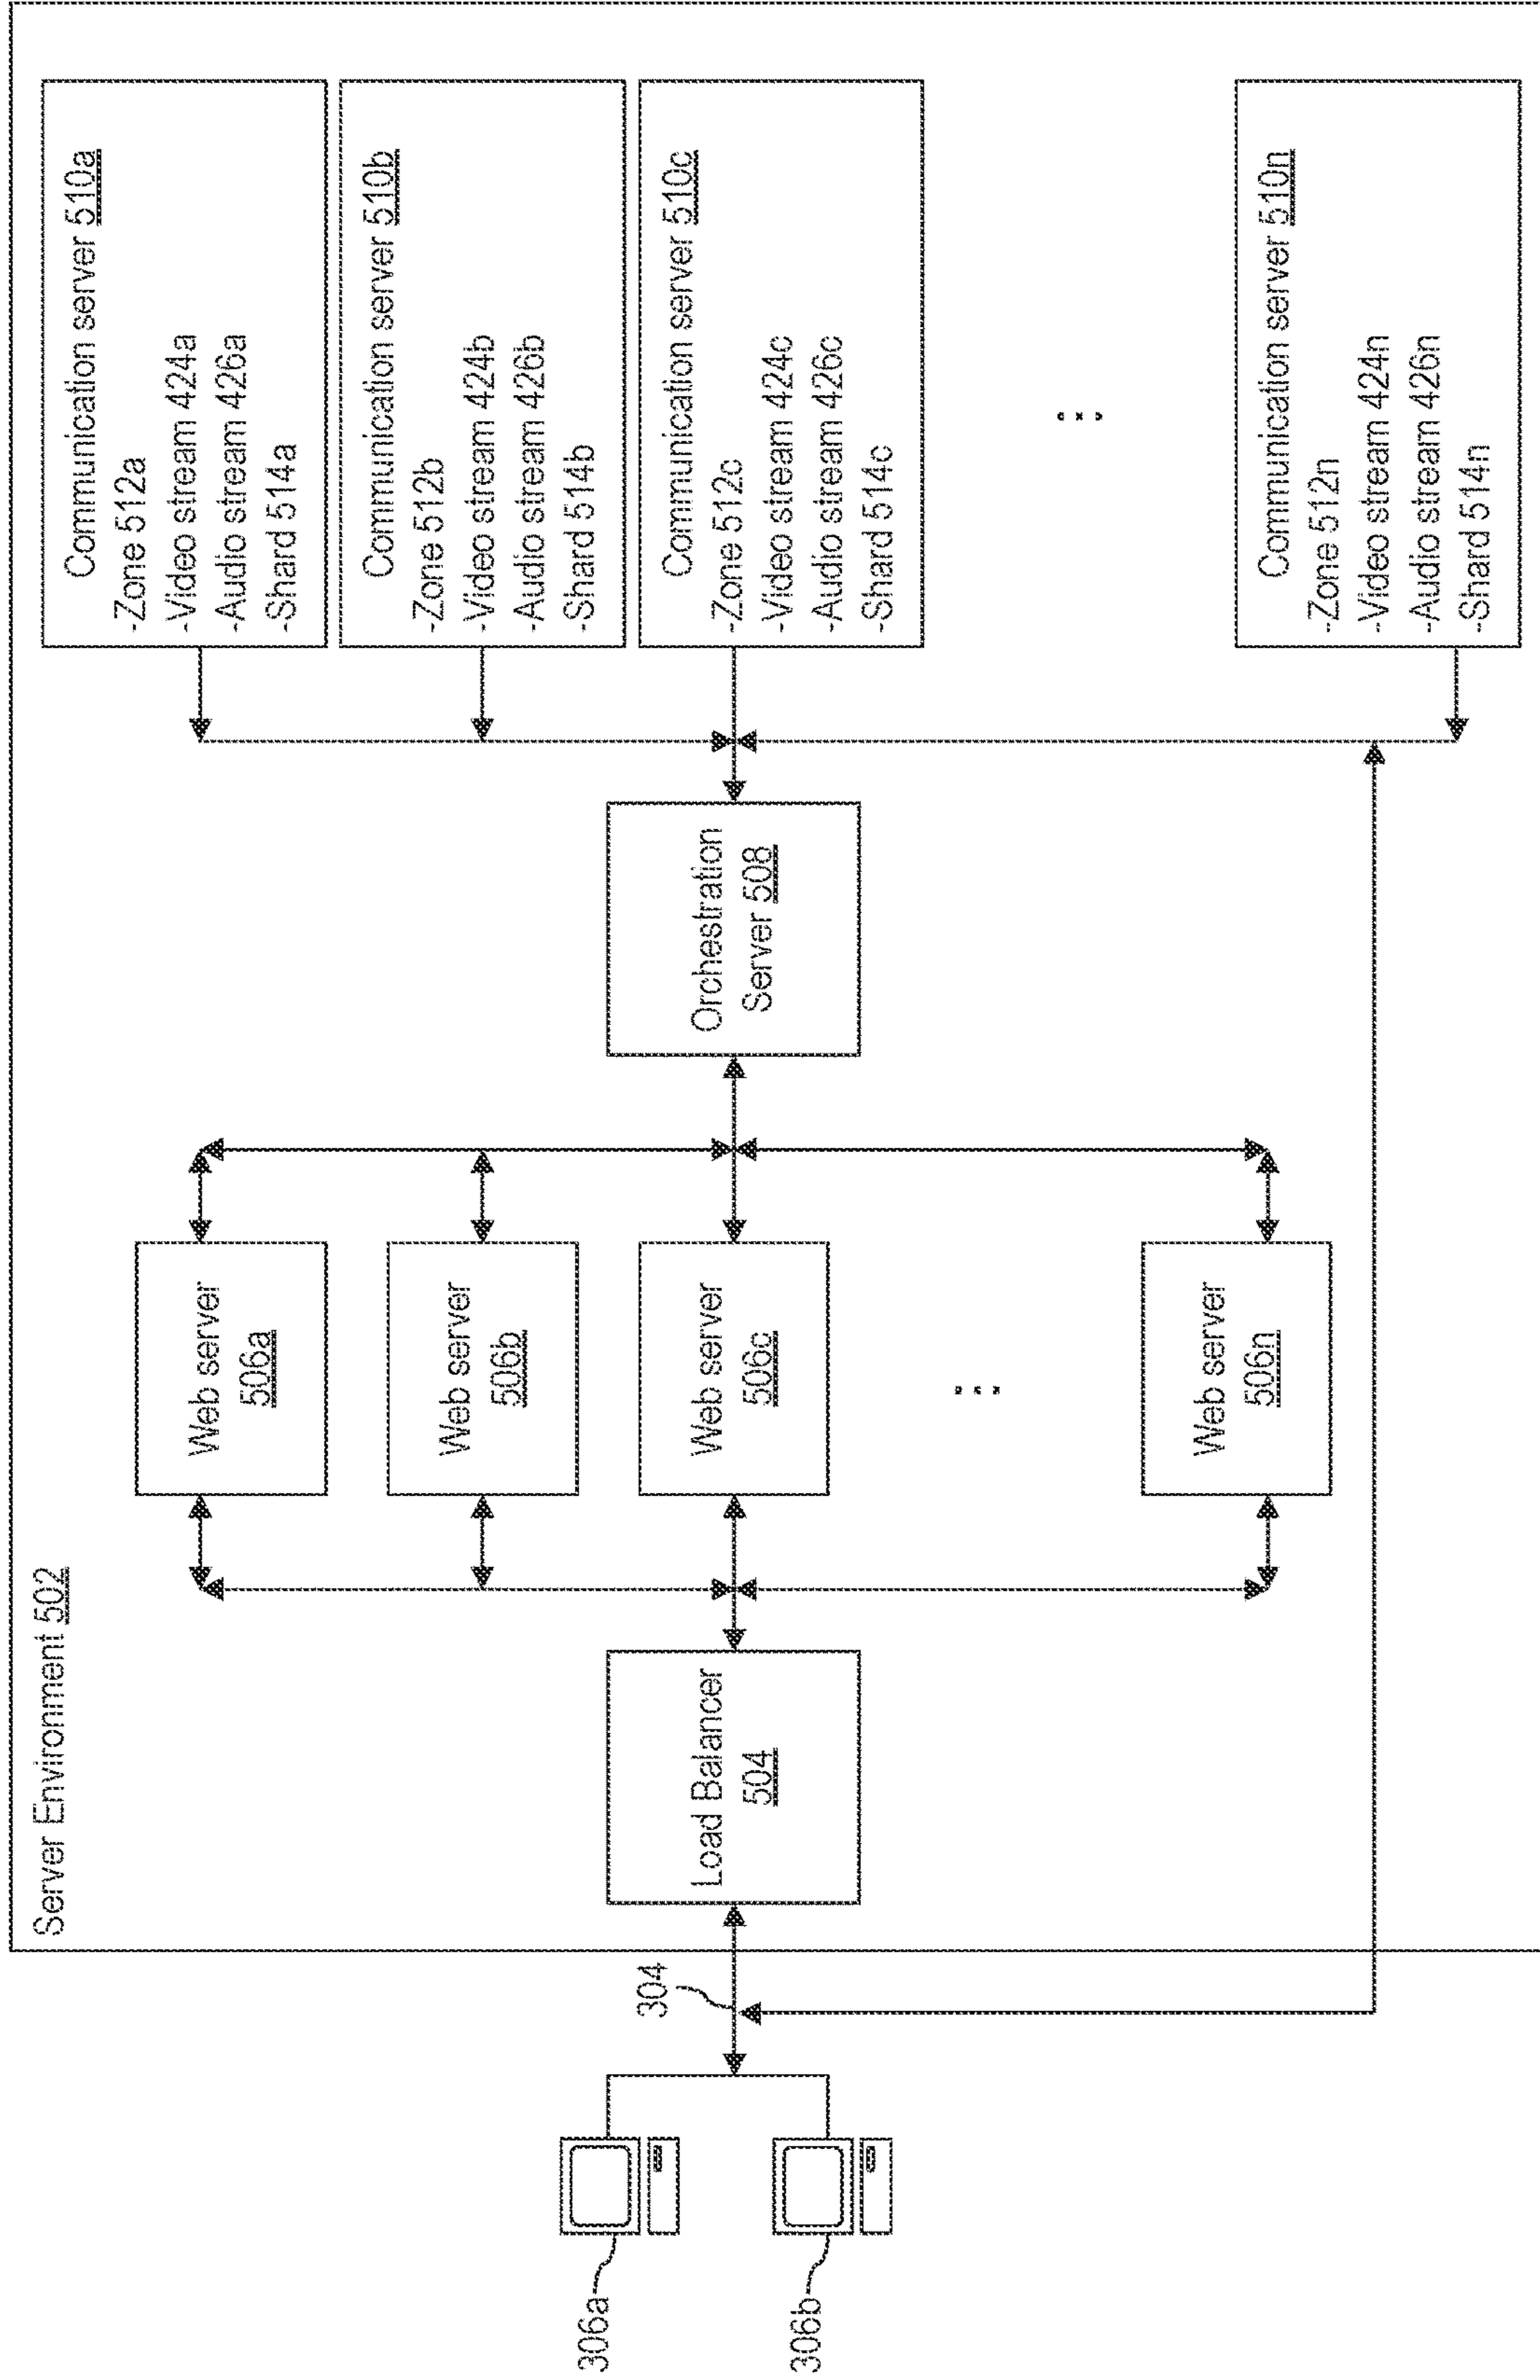 Server Environment 502
306a
306b
304
Load Balancer
504
Web server
506a
Web server
506b
Web server
506c
...
Web server
506n
Orchestration
Server 508
Communication server 510a
-Zone 512a
-Video stream 424a
-Audio stream 426a
-Shard 514a
Communication server 510b
-Zone 512b
-Video stream 424b
-Audio stream 426b
-Shard 514b
Communication server 510c
-Zone 512c
-Video stream 424c
-Audio stream 426c
-Shard 514c
...
Communication server 510n
-Zone 512n
-Video stream 424n
-Audio stream 426n
-Shard 514n